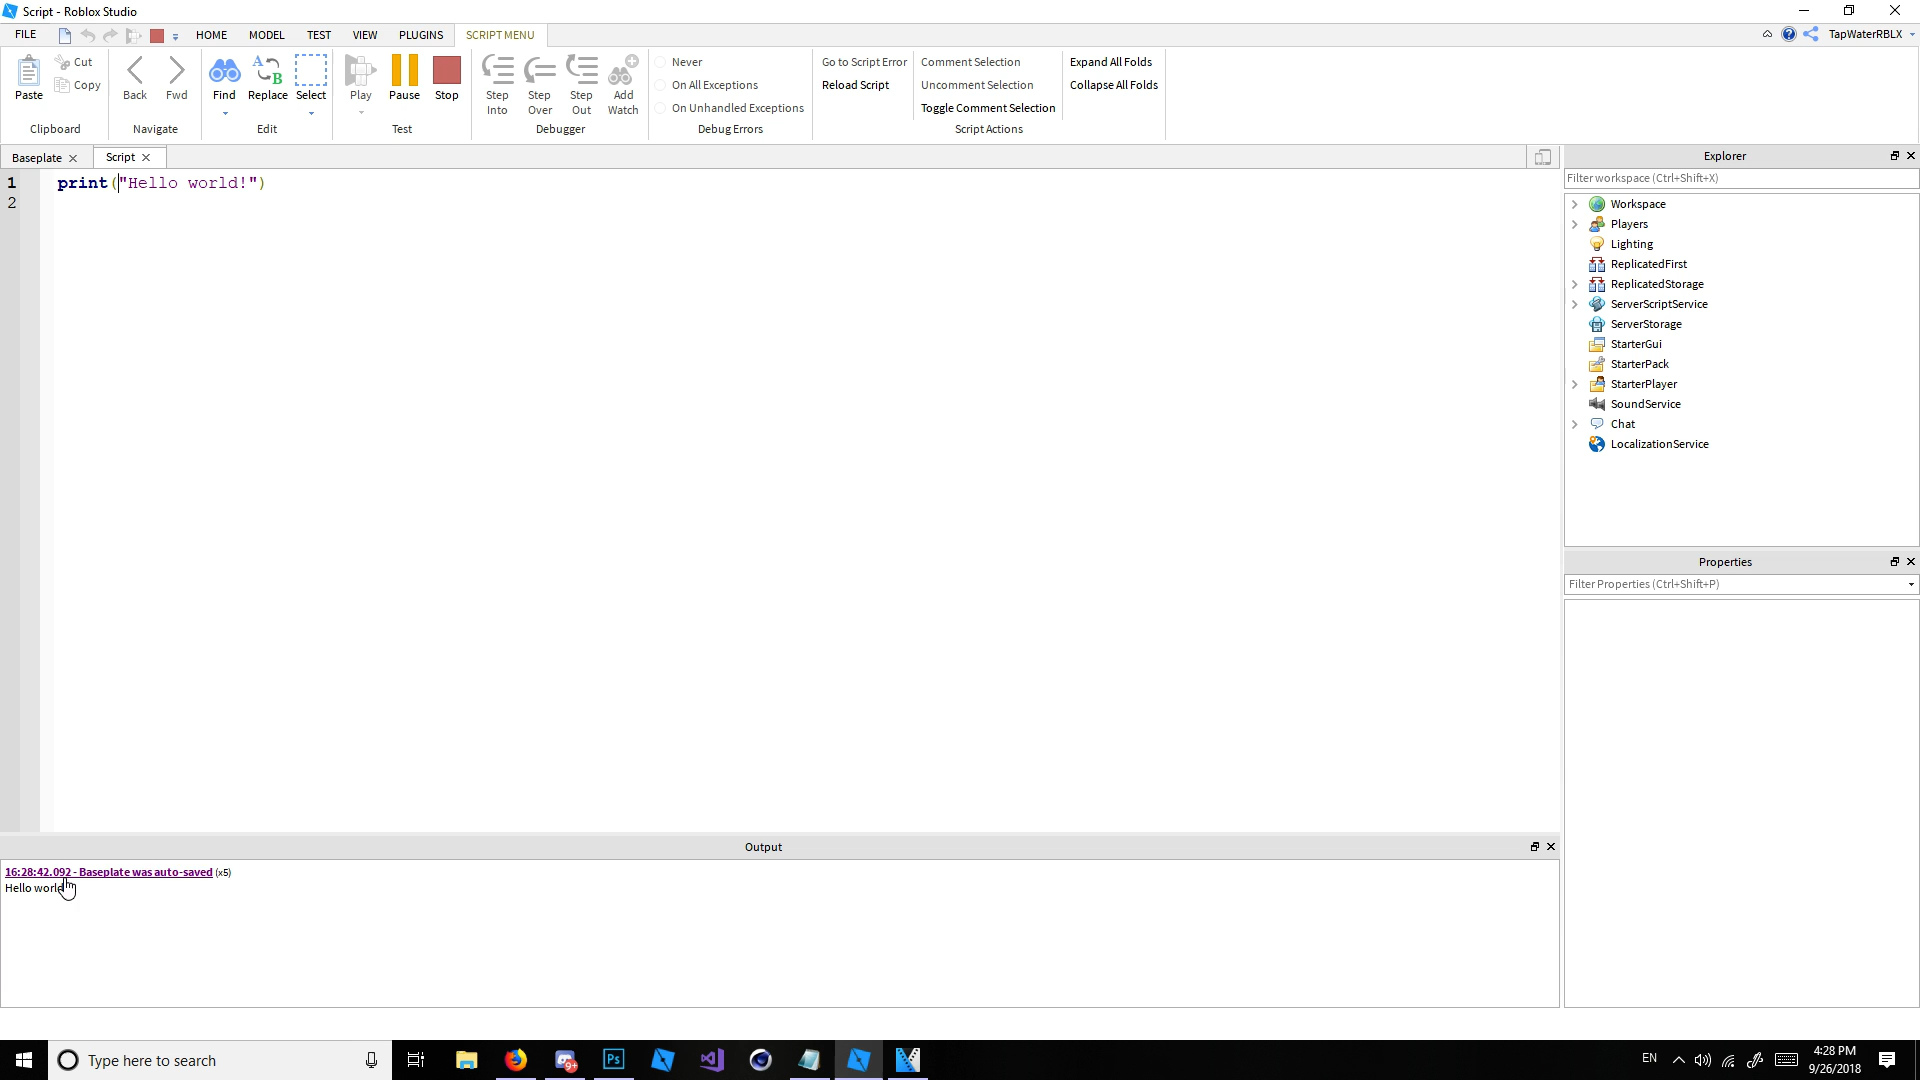 Script - Roblox Studio
FILE HOME MODEL TEST VIEW PLUGINS SCRIPT MENU TapWaterRBLX
Paste
Cut
Copy
Clipboard
Back Fwd
Navigate
Find Replace Select
Edit
Play Pause Stop
Test
Step Into
Step Over
Step Out
Add Watch
Debugger
Never
On All Exceptions
On Unhandled Exceptions
Debug Errors
Go to Script Error
Reload Script
Comment Selection
Uncomment Selection
Toggle Comment Selection
Expand All Folds
Collapse All Folds
Script Actions
Baseplate Script
1 print("Hello world!")
2
Explorer
Filter workspace (Ctrl+Shift+X)
Workspace
Players
Lighting
ReplicatedFirst
ReplicatedStorage
ServerScriptService
ServerStorage
StarterGui
StarterPack
StarterPlayer
SoundService
Chat
LocalizationService
Properties
Filter Properties (Ctrl+Shift+P)
Output
16:28:42.092 - Baseplate was auto-saved (x5)
Hello world
Type here to search
9+
Ps
EN
4:28 PM
9/26/2018